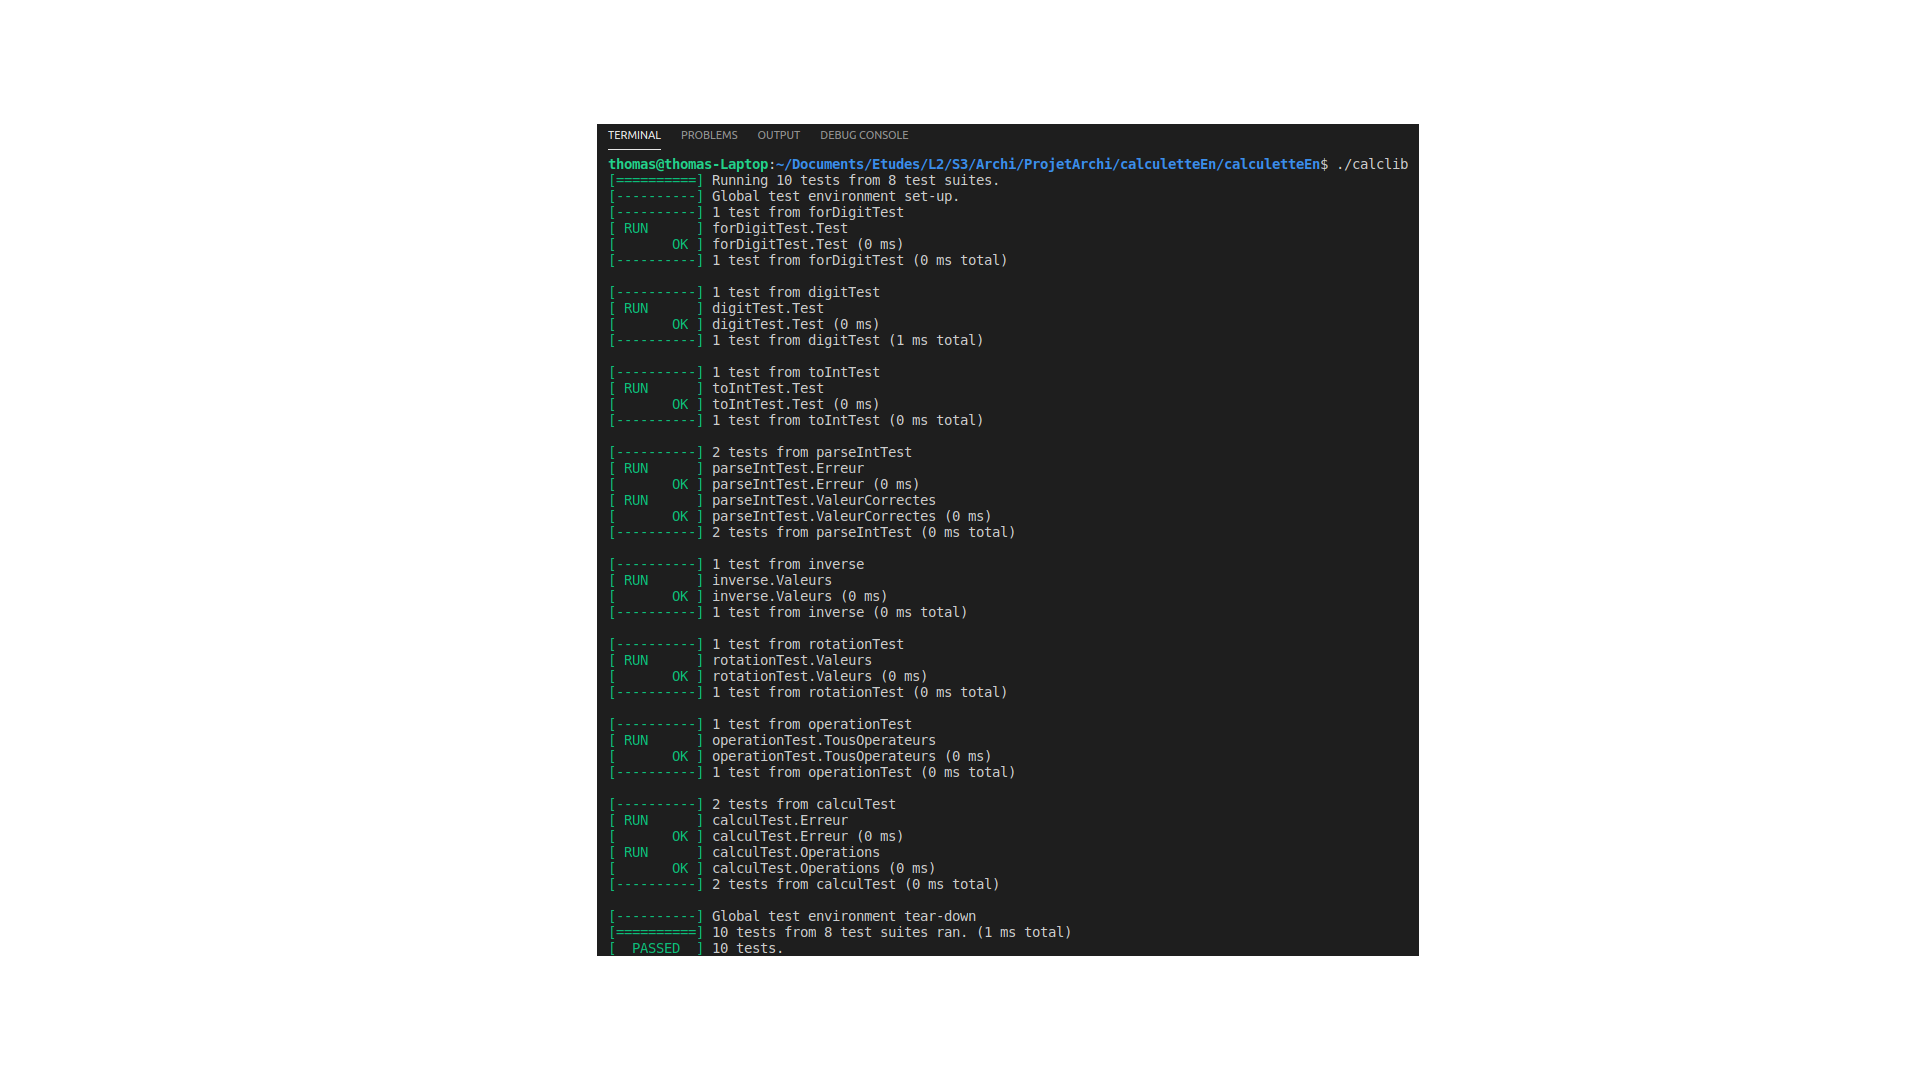 TERMINAL PROBLEMS OUTPUT DEBUG CONSOLE
thomas@thomas-Laptop:~/Documents/Etudes/L2/S3/Archi/ProjetArchi/calculetteEn/calculetteEn$ ./calclib
[==========] Running 10 tests from 8 test suites.
[----------] Global test environment set-up.
[----------] 1 test from forDigitTest
[ RUN      ] forDigitTest.Test
[       OK ] forDigitTest.Test (0 ms)
[----------] 1 test from forDigitTest (0 ms total)

[----------] 1 test from digitTest
[ RUN      ] digitTest.Test
[       OK ] digitTest.Test (0 ms)
[----------] 1 test from digitTest (1 ms total)

[----------] 1 test from toIntTest
[ RUN      ] toIntTest.Test
[       OK ] toIntTest.Test (0 ms)
[----------] 1 test from toIntTest (0 ms total)

[----------] 2 tests from parseIntTest
[ RUN      ] parseIntTest.Erreur
[       OK ] parseIntTest.Erreur (0 ms)
[ RUN      ] parseIntTest.ValeurCorrectes
[       OK ] parseIntTest.ValeurCorrectes (0 ms)
[----------] 2 tests from parseIntTest (0 ms total)

[----------] 1 test from inverse
[ RUN      ] inverse.Valeurs
[       OK ] inverse.Valeurs (0 ms)
[----------] 1 test from inverse (0 ms total)

[----------] 1 test from rotationTest
[ RUN      ] rotationTest.Valeurs
[       OK ] rotationTest.Valeurs (0 ms)
[----------] 1 test from rotationTest (0 ms total)

[----------] 1 test from operationTest
[ RUN      ] operationTest.TousOperateurs
[       OK ] operationTest.TousOperateurs (0 ms)
[----------] 1 test from operationTest (0 ms total)

[----------] 2 tests from calculTest
[ RUN      ] calculTest.Erreur
[       OK ] calculTest.Erreur (0 ms)
[ RUN      ] calculTest.Operations
[       OK ] calculTest.Operations (0 ms)
[----------] 2 tests from calculTest (0 ms total)

[----------] Global test environment tear-down
[==========] 10 tests from 8 test suites ran. (1 ms total)
[  PASSED  ] 10 tests.